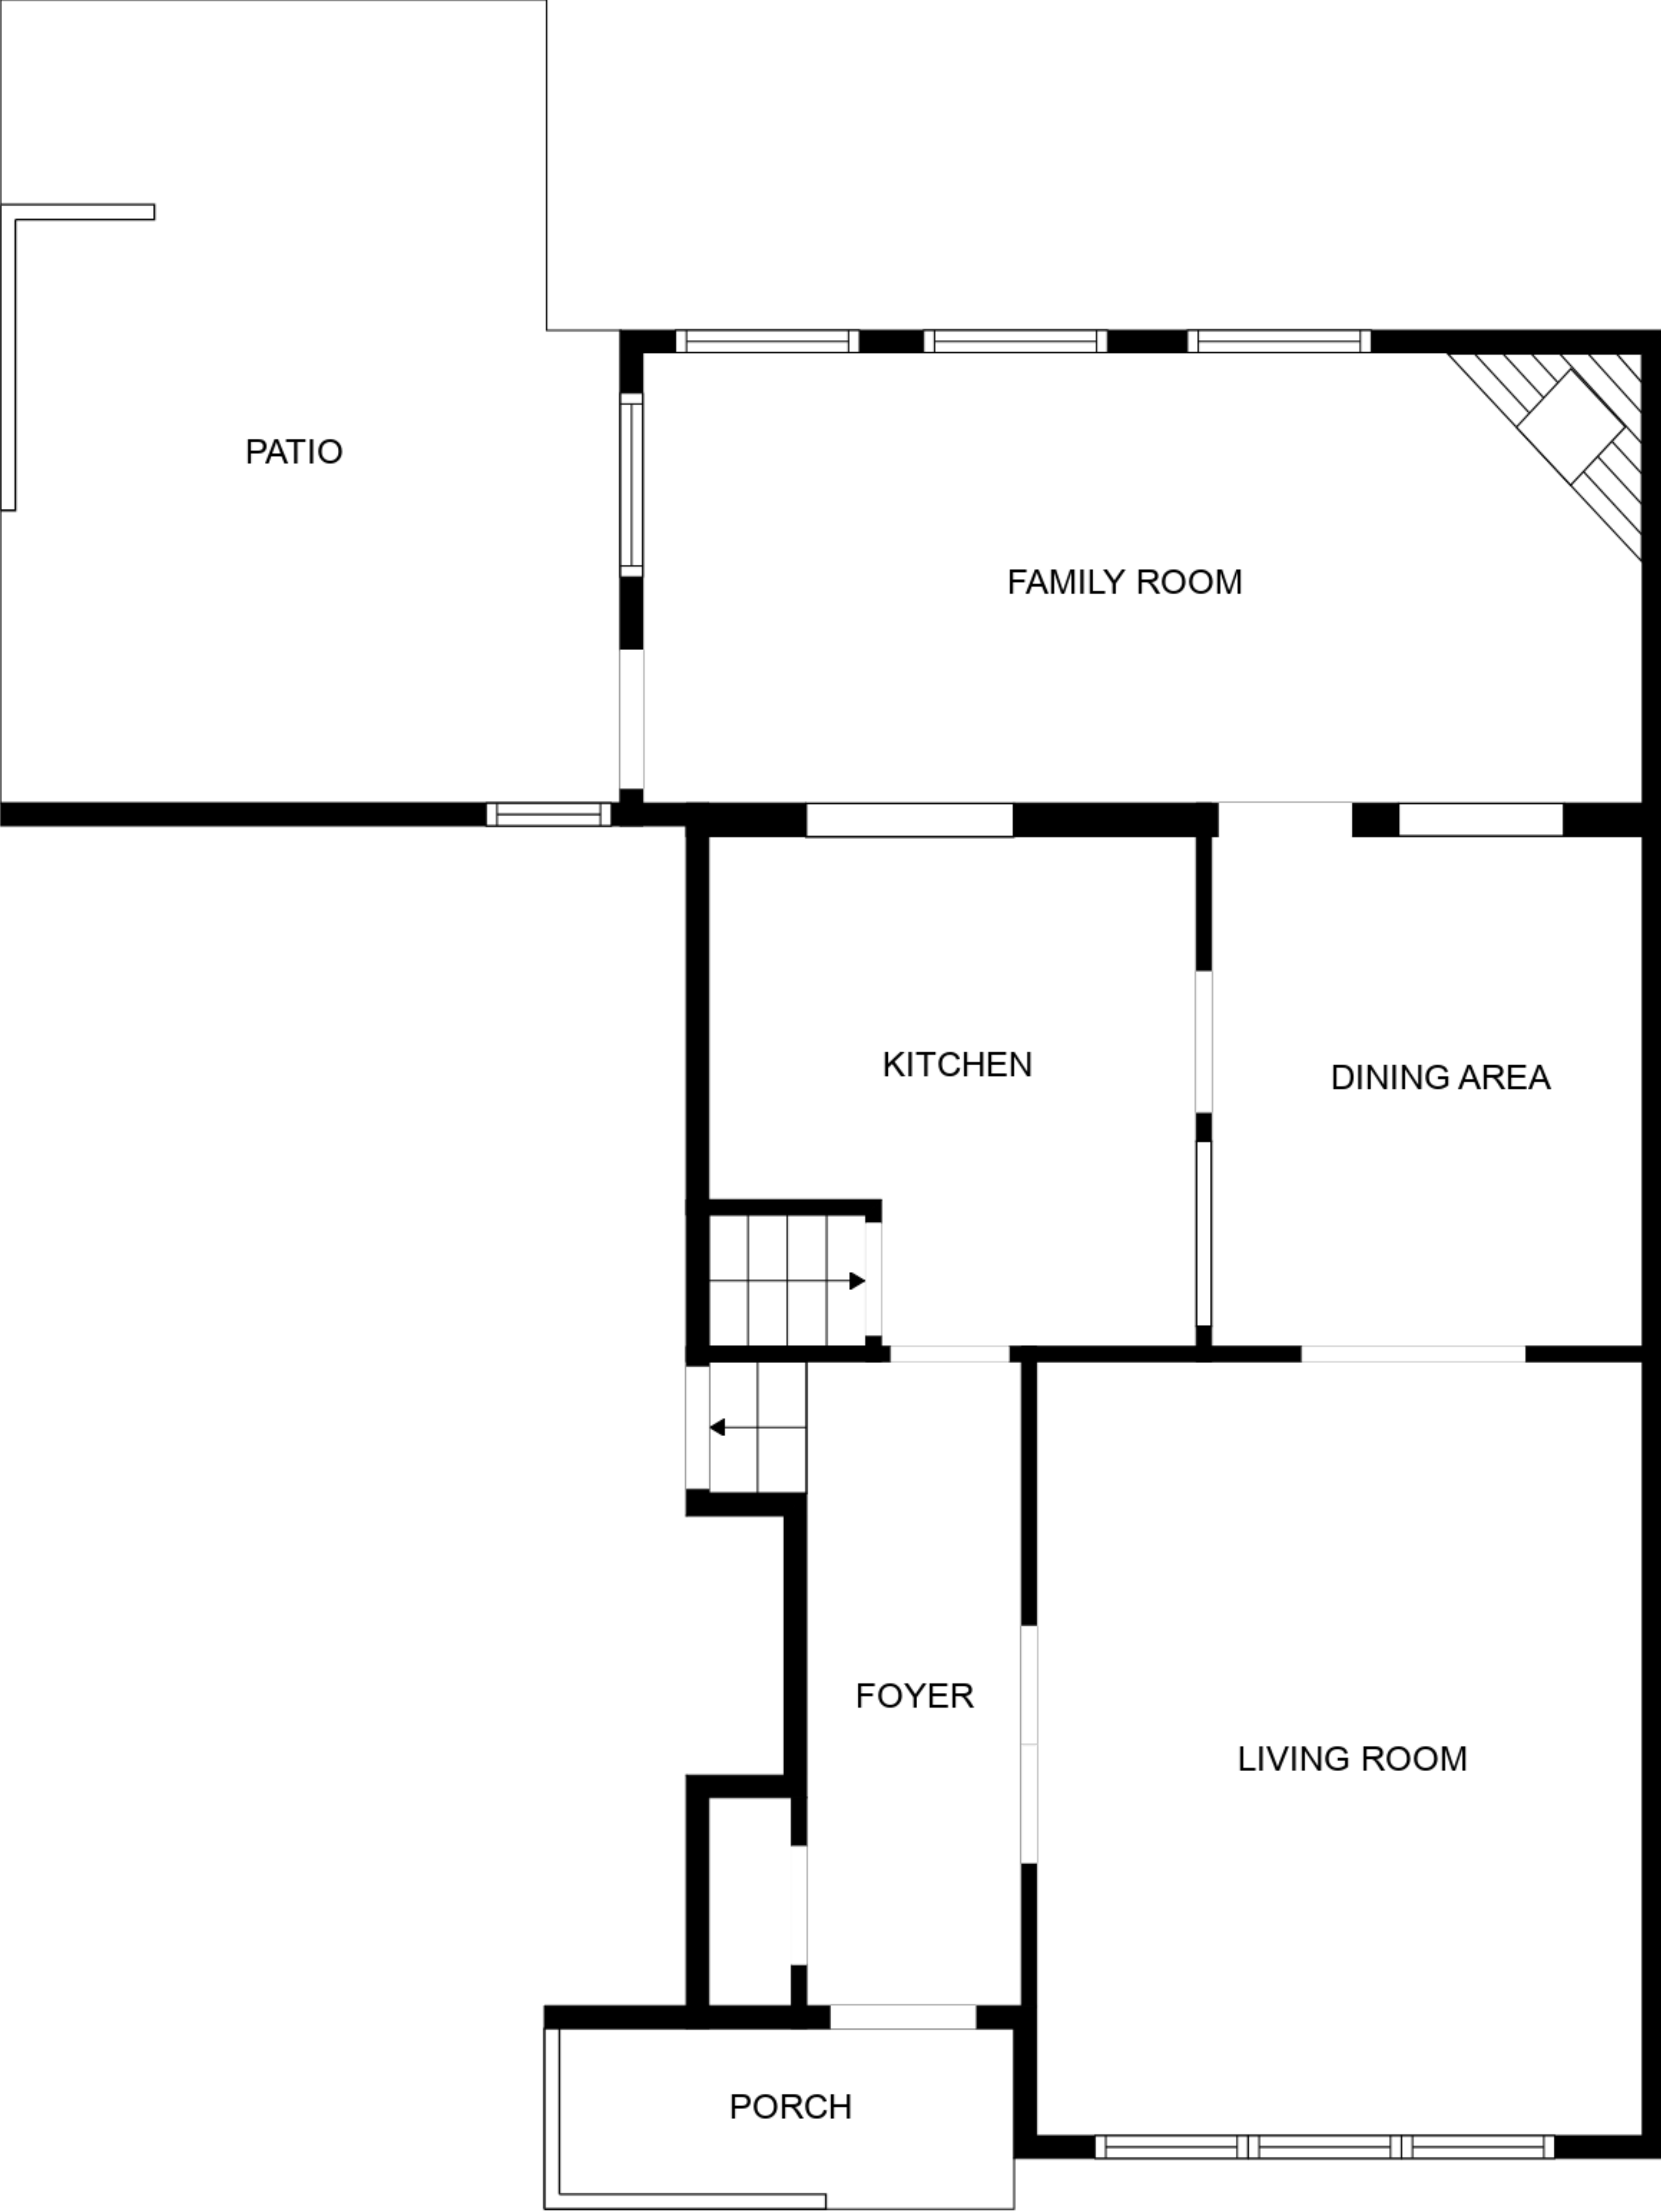 PATIO
FAMILY ROOM
KITCHEN
DINING AREA
FOYER
LIVING ROOM
PORCH